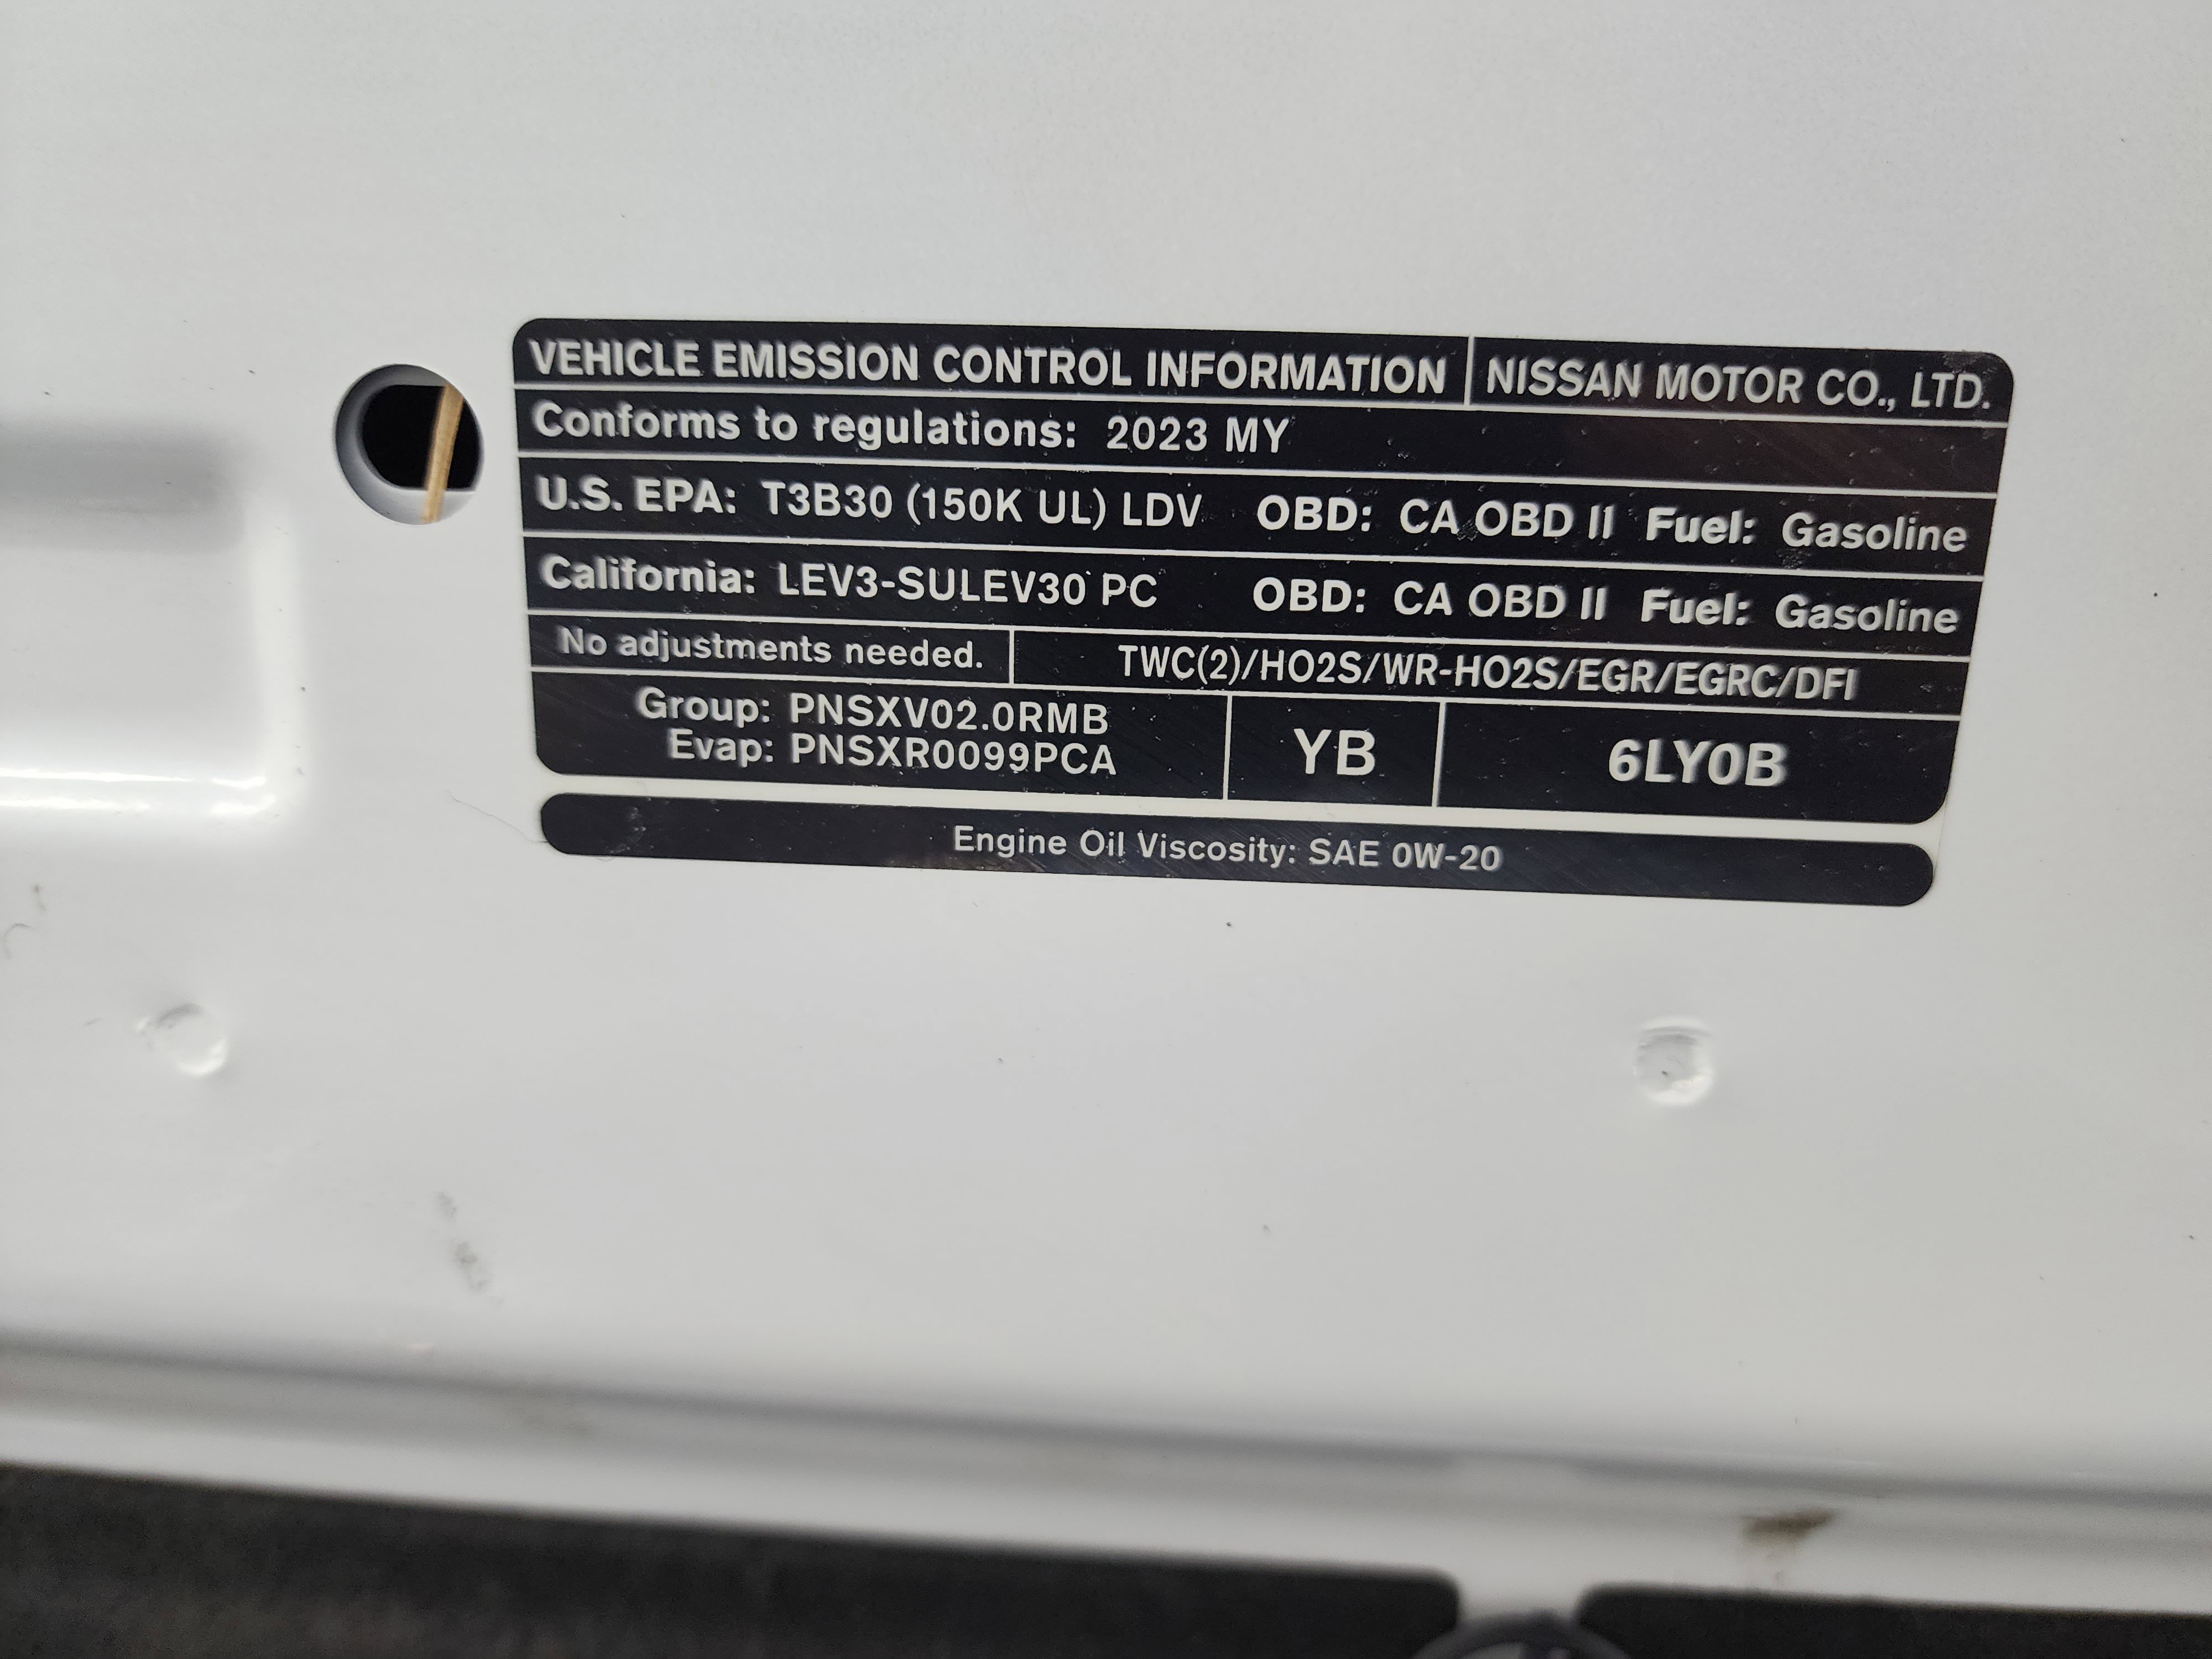 VEHICLE EMISSION CONTROL INFORMATION NISSAN MOTOR CO., LTD.
Conforms to regulations: 2023 MY
U.S. EPA: T3B30 (150K UL) LDV OBD: CA OBD II Fuel: Gasoline
California: LEV3-SULEV30 PC OBD: CA OBD II Fuel: Gasoline
No adjustments needed. TWC(2)/HO2S/WR-HO2S/EGR/EGRC/DFI
Group: PNSXV02.0RMB
Evap: PNSXR0099PCA
YB
6LY0B
Engine Oil Viscosity: SAE 0W-20